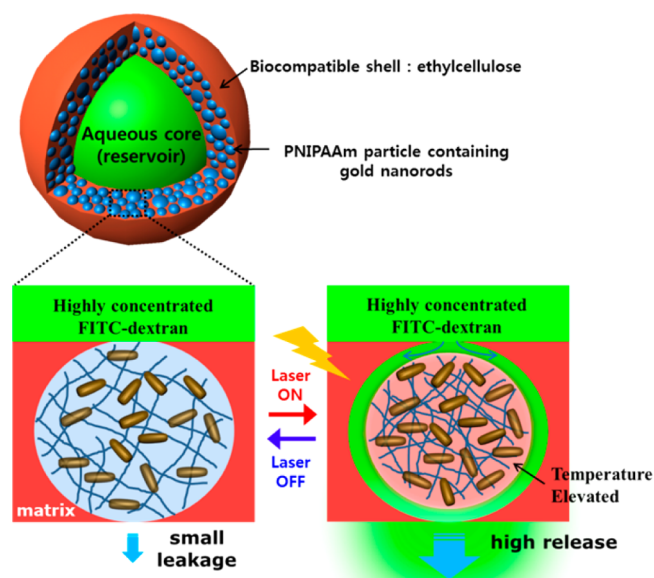 Biocompatible shell : ethylcellulose
Aqueous core
(reservoir)
PNIPAAm particle containing
gold nanorods
Highly concentrated
FITC-dextran
Highly concentrated
FITC-dextran
Laser
ON
Laser
OFF
Temperature
Elevated
matrix
small
leakage
high release